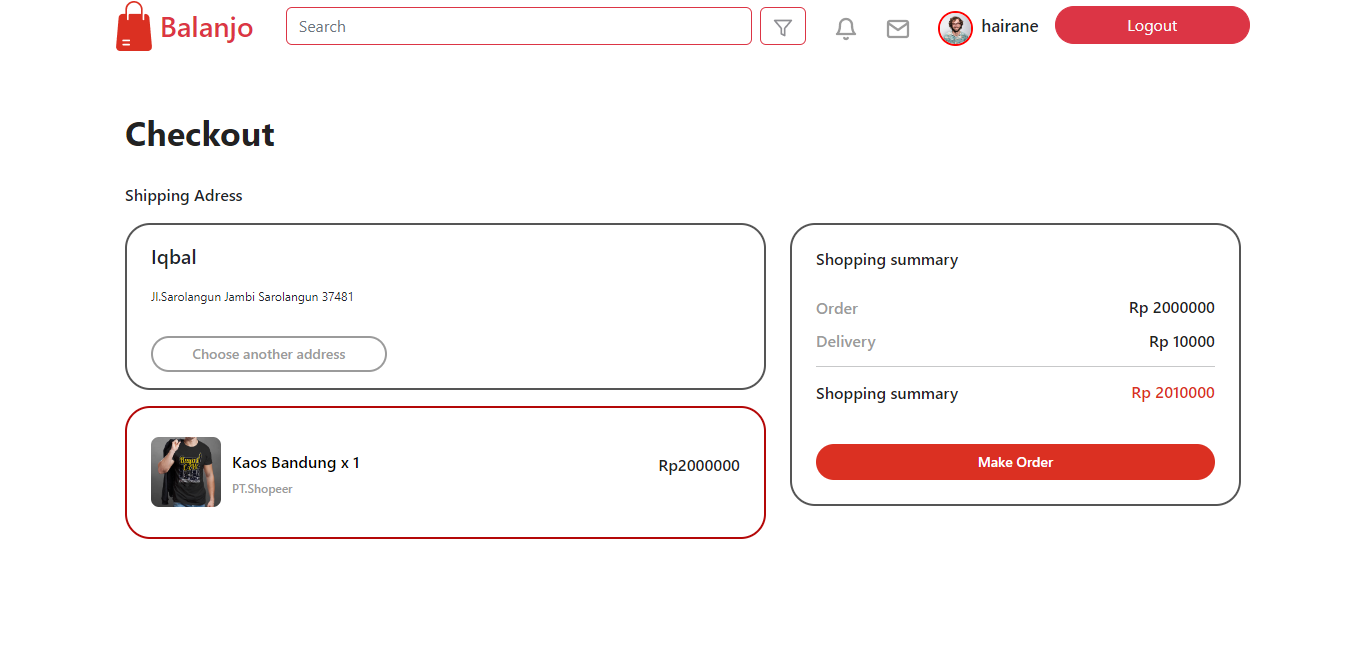 Balanjo
Search
hairane
Logout
Checkout
Shipping Adress
Iqbal
Jl.Sarolangun Jambi Sarolangun 37481
Choose another address
Kaos Bandung x 1
PT.Shopeer
Rp2000000
Shopping summary
Order Rp 2000000
Delivery Rp 10000
Shopping summary Rp 2010000
Make Order